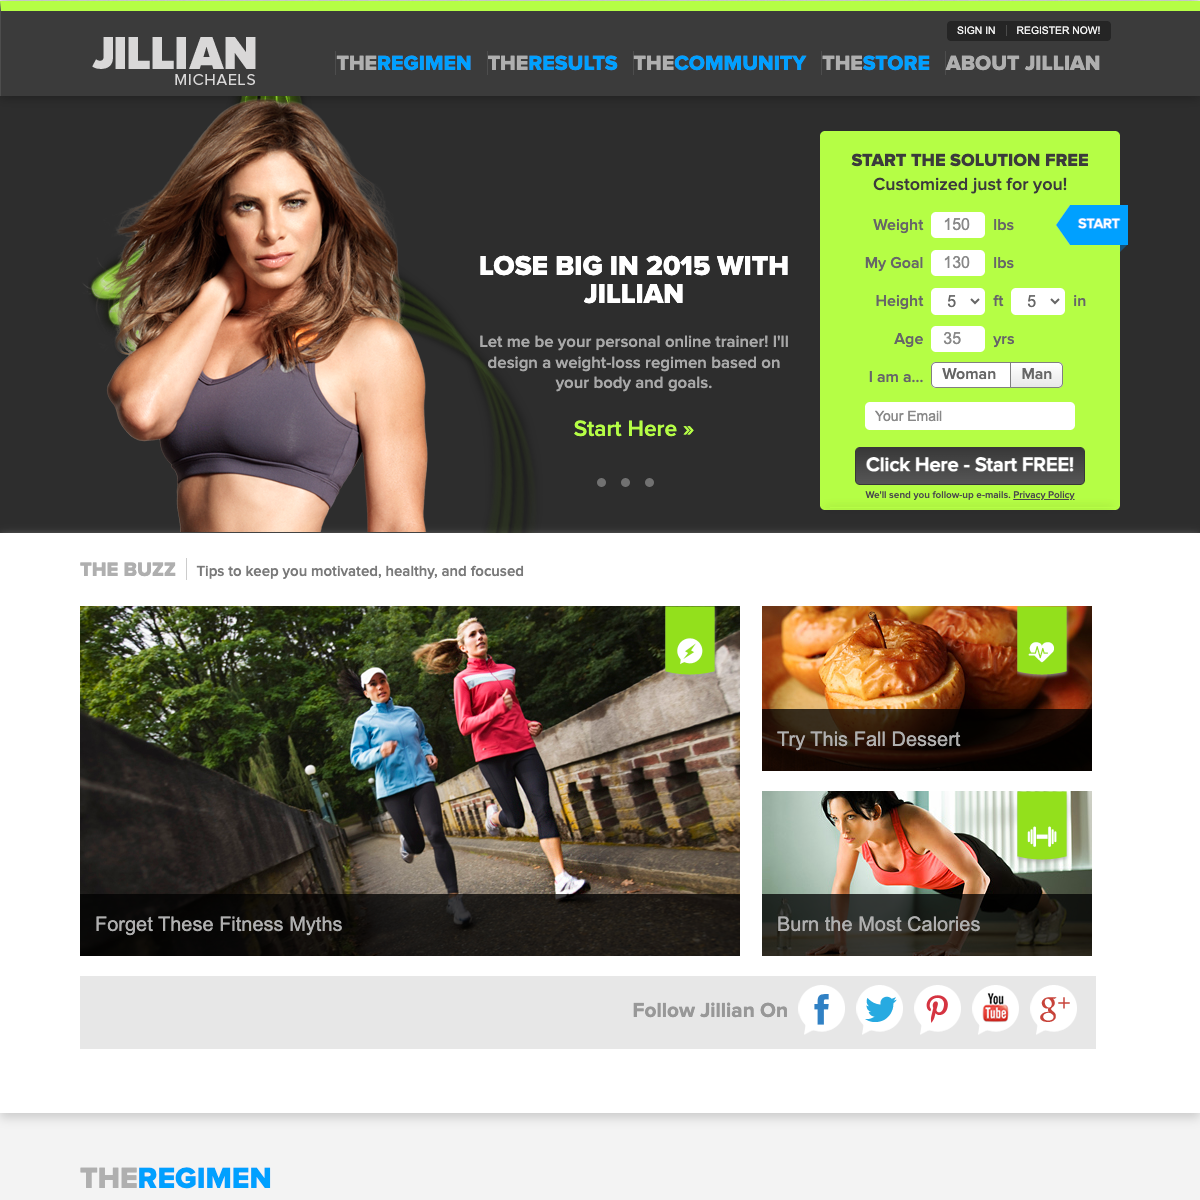 SIGN IN REGISTER NOW!
JILLIAN
MICHAELS
THEREGIMEN THERESULTS THECOMMUNITY THESTORE ABOUT JILLIAN
LOSE BIG IN 2015 WITH
JILLIAN
Let me be your personal online trainer! I'll
design a weight-loss regimen based on
your body and goals.
Start Here »
START THE SOLUTION FREE
Customized just for you!
START
Weight 150 lbs
My Goal 130 lbs
Height 5 ft 5 in
Age 35 yrs
I am a... Woman Man
Your Email
Click Here - Start FREE!
We'll send you follow-up e-mails. Privacy Policy
THE BUZZ Tips to keep you motivated, healthy, and focused
Forget These Fitness Myths
Try This Fall Dessert
Burn the Most Calories
Follow Jillian On f You Tube g+
THEREGIMEN